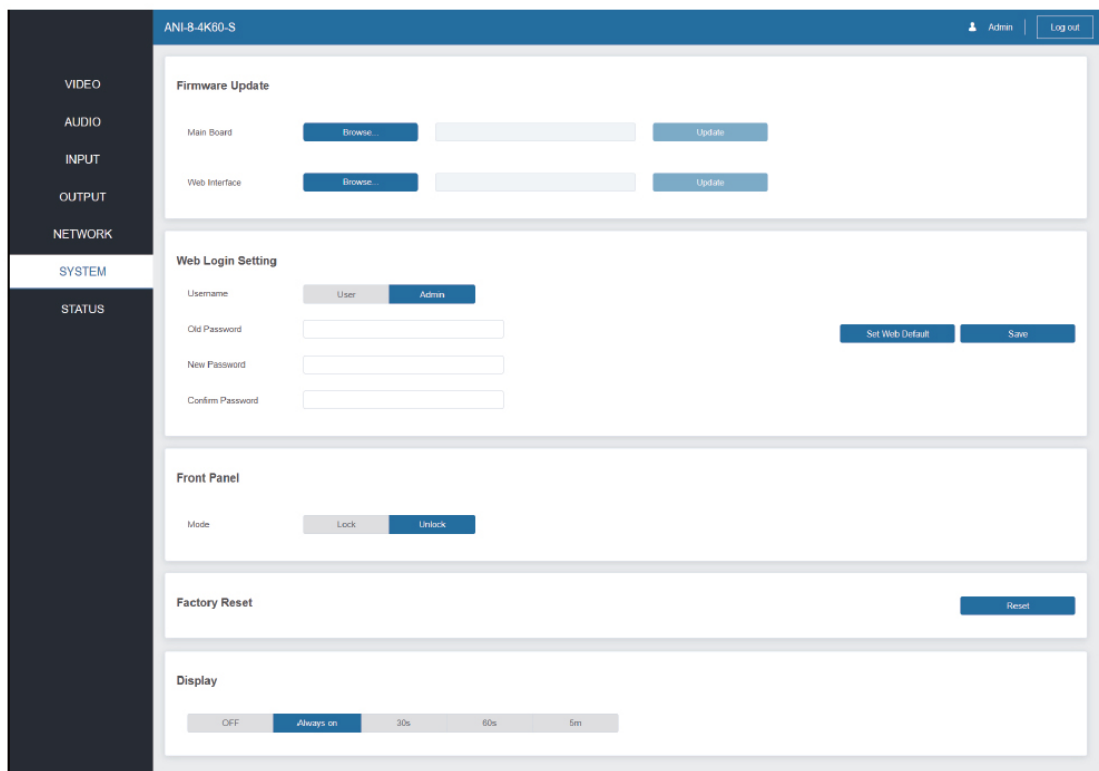 ANI-8-4K60-S
Admin
Log out
VIDEO
AUDIO
INPUT
OUTPUT
NETWORK
SYSTEM
STATUS
Firmware Update
Main Board
Browse...
Update
Web Interface
Browse...
Update
Web Login Setting
Username
User
Admin
Old Password
New Password
Confirm Password
Set Web Default
Save
Front Panel
Mode
Lock
Unlock
Factory Reset
Reset
Display
OFF
Always on
30s
60s
5m